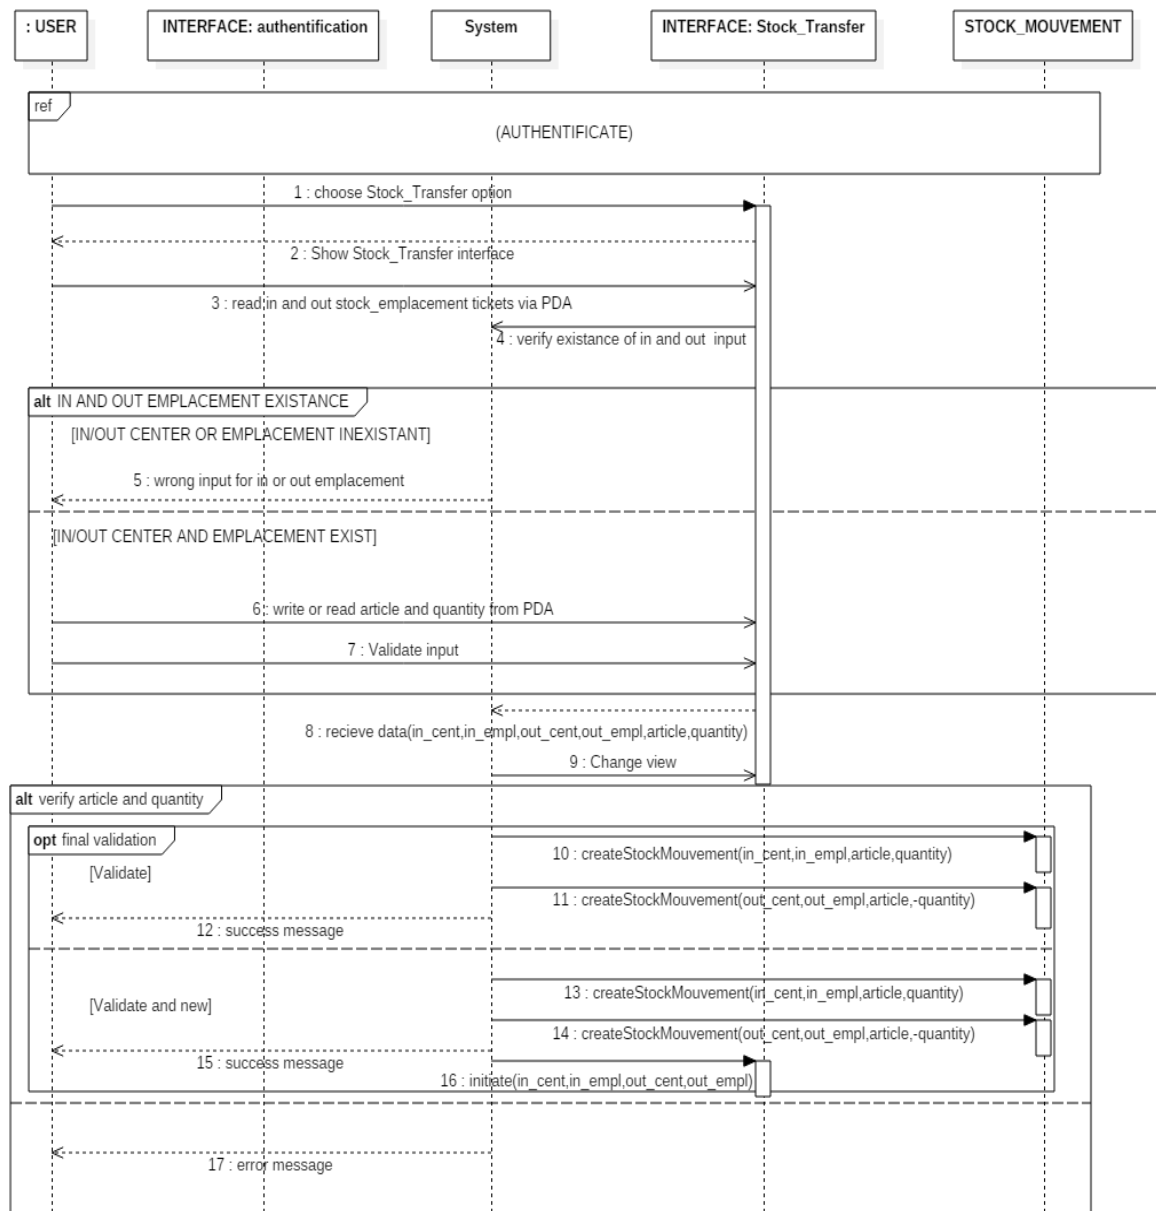 : USER
INTERFACE: authentification
System
INTERFACE: Stock_Transfer
STOCK_MOUVEMENT
ref
(AUTHENTIFICATE)
1 : choose Stock_Transfer option
2 : Show Stock_Transfer interface
3 : read in and out stock_emplacement tickets via PDA
4 : verify existance of in and out input
alt IN AND OUT EMPLACEMENT EXISTANCE
[IN/OUT CENTER OR EMPLACEMENT INEXISTANT]
5 : wrong input for in or out emplacement
[IN/OUT CENTER AND EMPLACEMENT EXIST]
6 : write or read article and quantity from PDA
7 : Validate input
8 : recieve data(in_cent,in_empl,out_cent,out_empl,article,quantity)
9 : Change view
alt verify article and quantity
opt final validation
10 : createStockMouvement(in_cent,in_empl,article,quantity)
[Validate]
11 : createStockMouvement(out_cent,out_empl,article,-quantity)
12 : success message
13 : createStockMouvement(in_cent,in_empl,article,quantity)
[Validate and new]
14 : createStockMouvement(out_cent,out_empl,article,-quantity)
15 : success message
16 : initiate(in_cent,in_empl,out_cent,out_empl)
17 : error message